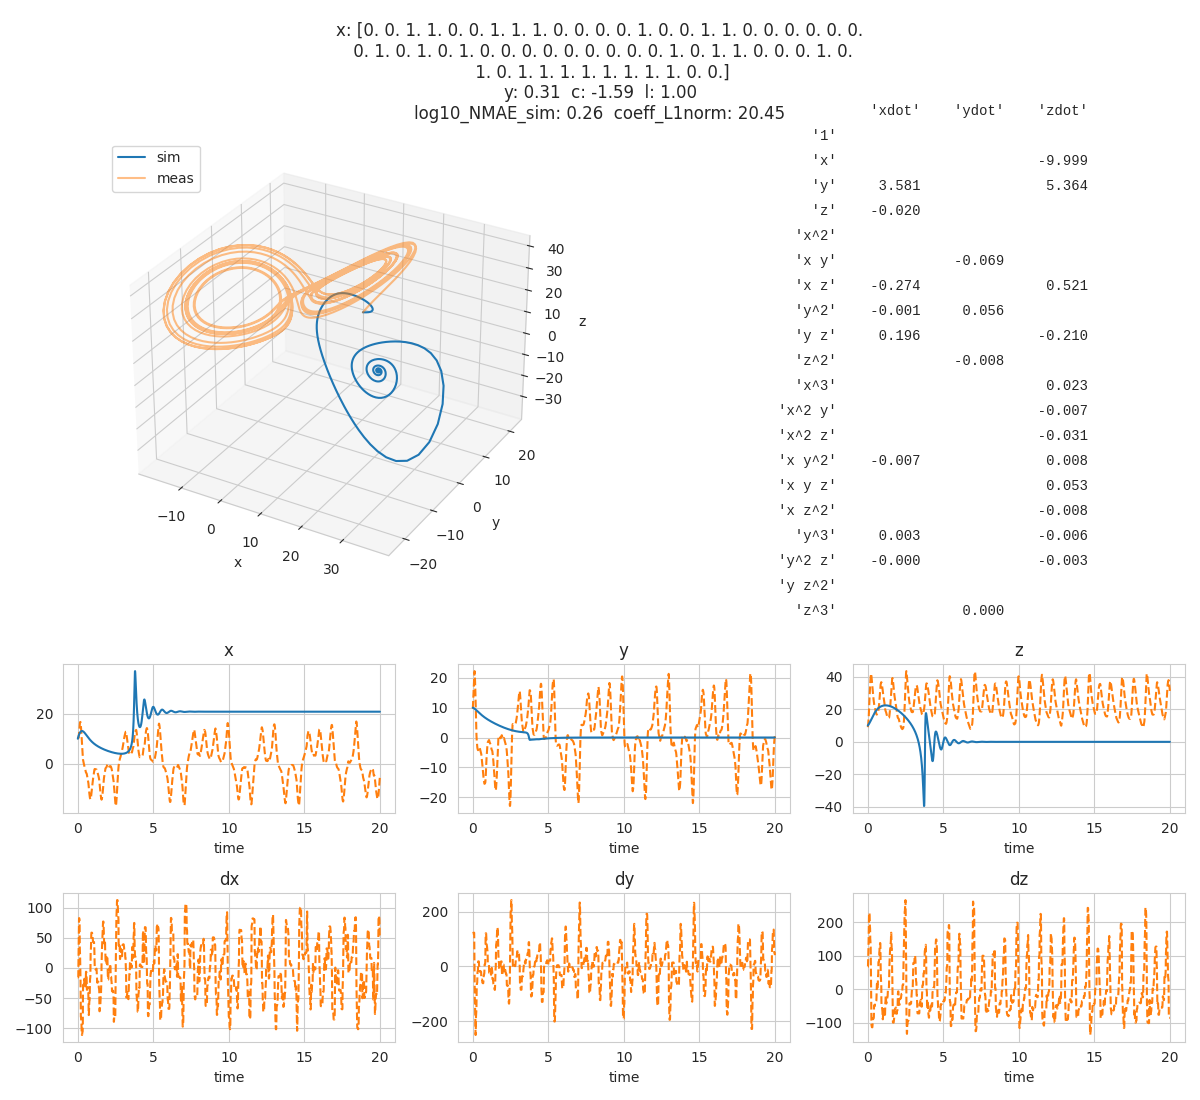 x: [0. 0. 1. 1. 0. 0. 1. 1. 1. 0. 0. 0. 0. 1. 0. 0. 1. 1. 0. 0. 0. 0. 0. 0.
0. 1. 0. 1. 0. 1. 0. 0. 0. 0. 0. 0. 0. 0. 0. 1. 0. 1. 1. 0. 0. 0. 1. 0.
1. 0. 1. 1. 1. 1. 1. 1. 1. 1. 0. 0.]
y: 0.31 c: -1.59 l: 1.00
log10_NMAE_sim: 0.26 coeff_L1norm: 20.45
'xdot' 'ydot' 'zdot'
'1'
'x' -9.999
'y' 3.581 5.364
'z' -0.020
'x^2'
'x y' -0.069
'x z' -0.274 0.521
'y^2' -0.001 0.056
'y z' 0.196 -0.210
'z^2' -0.008
'x^3' 0.023
'x^2 y' -0.007
'x^2 z' -0.031
'x y^2' -0.007 0.008
'x y z' 0.053
'x z^2' -0.008
'y^3' 0.003 -0.006
'y^2 z' -0.000 -0.003
'y z^2'
'z^3' 0.000
sim
meas
40
30
20
10
0
−10
−20
−30
z
20
10
0
−10
−20
y
−10
0
10
20
30
x
x
20
0
0 5 10 15 20
time
y
20
10
0
−10
−20
0 5 10 15 20
time
z
40
20
0
−20
−40
0 5 10 15 20
time
dx
100
50
0
−50
−100
0 5 10 15 20
time
dy
200
0
−200
0 5 10 15 20
time
dz
200
100
0
−100
0 5 10 15 20
time